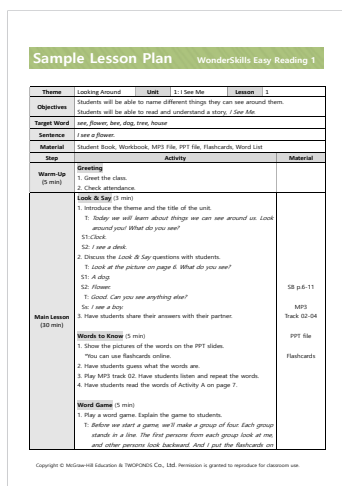 Sample Lesson Plan WonderSkills Easy Reading 1
Theme Looking Around Unit 1: I See Me Lesson 1
Objectives Students will be able to name different things they can see around them.
Students will be able to read and understand a story, I See Me.
Target Word see, flower, bee, dog, tree, house
Sentence I see a flower.
Material Student Book, Workbook, MP3 File, PPT file, Flashcards, Word List
Step Activity Material
Warm-Up
(5 min)
Greeting
1. Greet the class.
2. Check attendance.
Main Lesson
(30 min)
Look & Say (3 min)
1. Introduce the theme and the title of the unit.
T: Today we will learn about things we can see around us. Look
around you! What do you see?
S1:Clock.
S2: I see a desk.
2. Discuss the Look & Say questions with students.
T: Look at the picture on page 6. What do you see?
S1: A dog.
S2: Flower.
T: Good. Can you see anything else?
Ss: I see a boy.
3. Have students share their answers with their partner.
Words to Know (5 min)
1. Show the pictures of the words on the PPT slides.
*You can use flashcards online.
2. Have students guess what the words are.
3. Play MP3 track 02. Have students listen and repeat the words.
4. Have students read the words of Activity A on page 7.
Word Game (5 min)
1. Play a word game. Explain the game to students.
T: Before we start a game, we'll make a group of four. Each group
stands in a line. The first persons from each group look at me,
and other persons look backward. And I put the flashcards on
SB p.6-11
MP3
Track 02-04
PPT file
Flashcards
Copyright © McGraw-Hill Education & TWOPONDS Co., Ltd. Permission is granted to reproduce for classroom use.